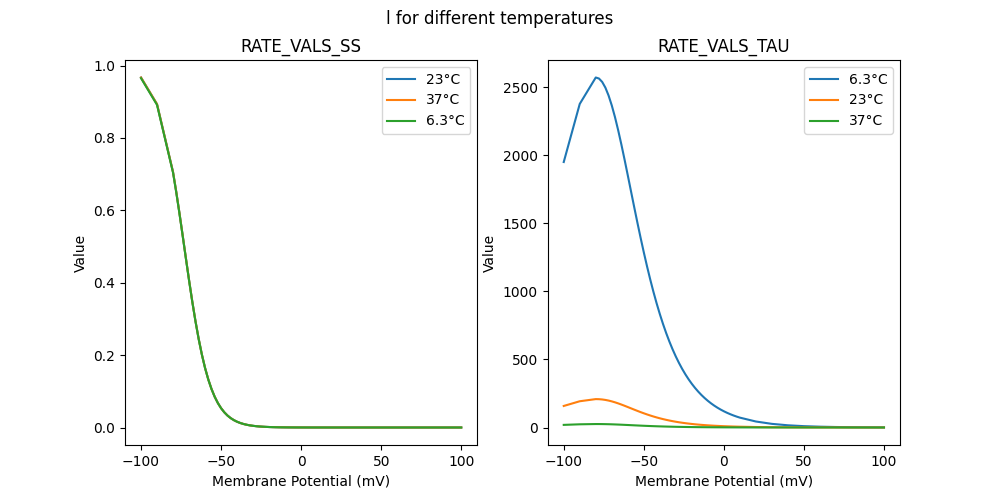 l for different temperatures
RATE_VALS_SS
RATE_VALS_TAU
23°C
37°C
6.3°C
6.3°C
23°C
37°C
1.0
0.8
0.6
0.4
0.2
0.0
Value
−100
−50
0
50
100
Membrane Potential (mV)
2500
2000
1500
1000
500
0
Value
−100
−50
0
50
100
Membrane Potential (mV)